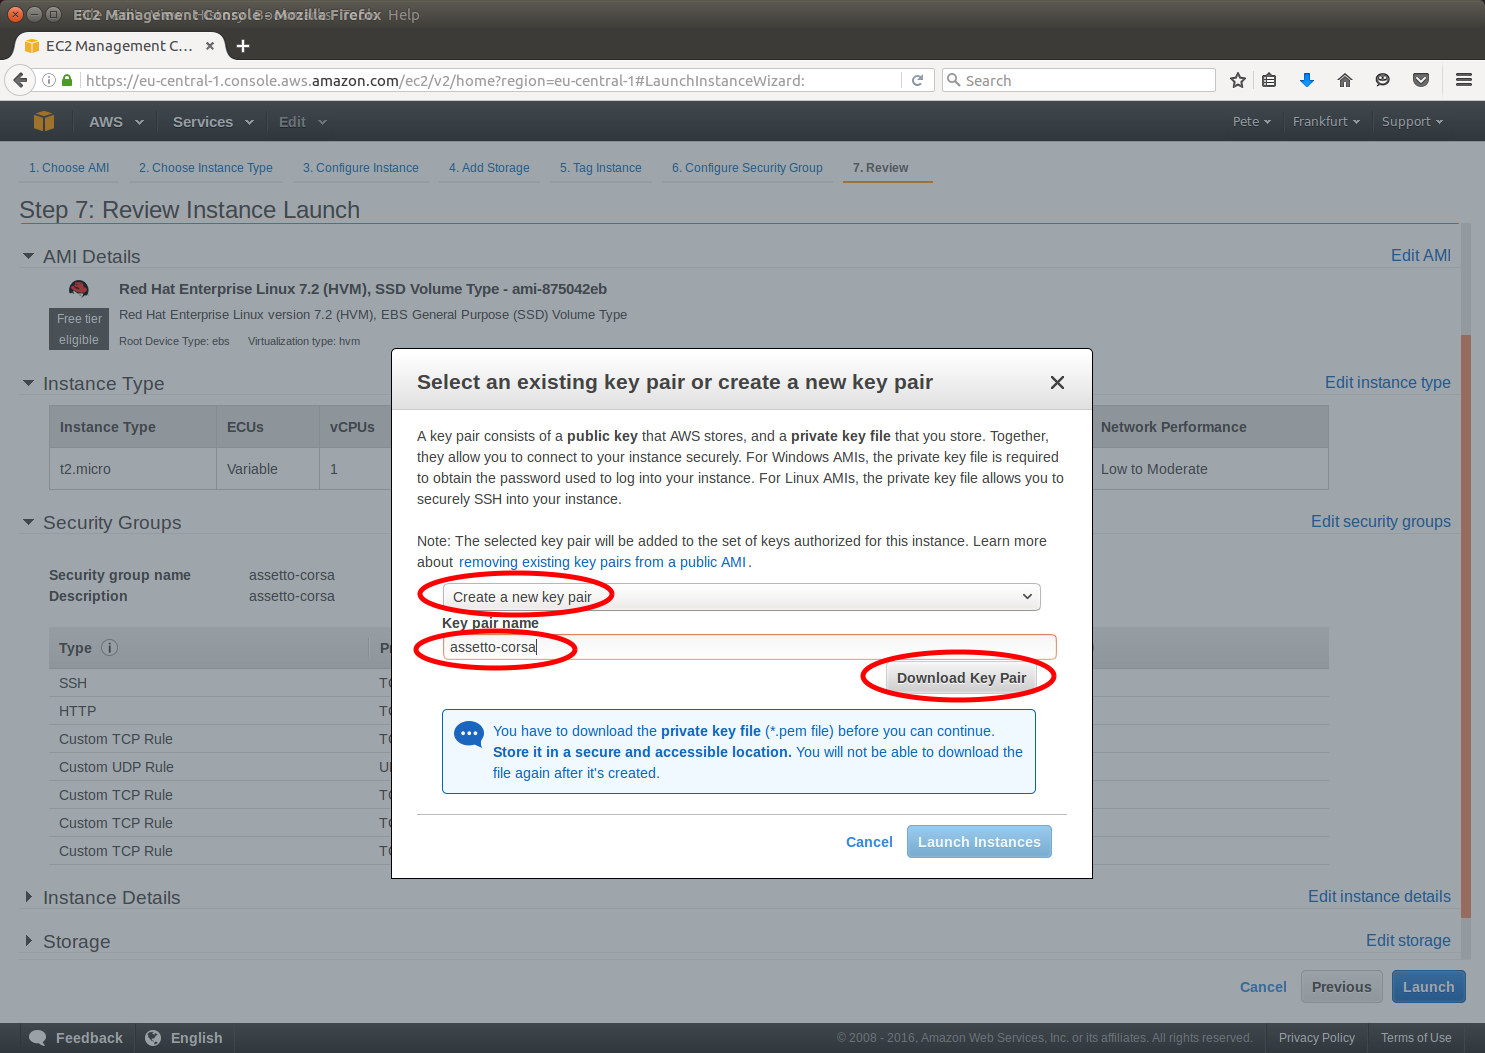 EC2 Management Console - Mozilla Firefox Help
EC2 Management C...
https://eu-central-1.console.aws.amazon.com/ec2/v2/home?region=eu-central-1#LaunchInstanceWizard:
Search
AWS Services Edit
Pete Frankfurt Support
1. Choose AMI 2. Choose Instance Type 3. Configure Instance 4. Add Storage 5. Tag Instance 6. Configure Security Group 7. Review
Step 7: Review Instance Launch
AMI Details
Edit AMI
Red Hat Enterprise Linux 7.2 (HVM), SSD Volume Type - ami-875042eb
Free tier
eligible
Red Hat Enterprise Linux version 7.2 (HVM), EBS General Purpose (SSD) Volume Type
Root Device Type: ebs Virtualization type: hvm
Instance Type
Edit instance type
Instance Type ECUs vCPUs Network Performance
t2.micro Variable 1 Low to Moderate
Security Groups
Edit security groups
Security group name assetto-corsa
Description assetto-corsa
Type
SSH
HTTP
Custom TCP Rule
Custom UDP Rule
Custom TCP Rule
Custom TCP Rule
Custom TCP Rule
Select an existing key pair or create a new key pair
A key pair consists of a public key that AWS stores, and a private key file that you store. Together,
they allow you to connect to your instance securely. For Windows AMIs, the private key file is required
to obtain the password used to log into your instance. For Linux AMIs, the private key file allows you to
securely SSH into your instance.
Note: The selected key pair will be added to the set of keys authorized for this instance. Learn more
about removing existing key pairs from a public AMI.
Create a new key pair
Key pair name
assetto-corsa
Download Key Pair
You have to download the private key file (*.pem file) before you can continue.
Store it in a secure and accessible location. You will not be able to download the
file again after it's created.
Cancel Launch Instances
Instance Details
Edit instance details
Storage
Edit storage
Cancel Previous Launch
Feedback English
© 2008 - 2016, Amazon Web Services, Inc. or its affiliates. All rights reserved. Privacy Policy Terms of Use